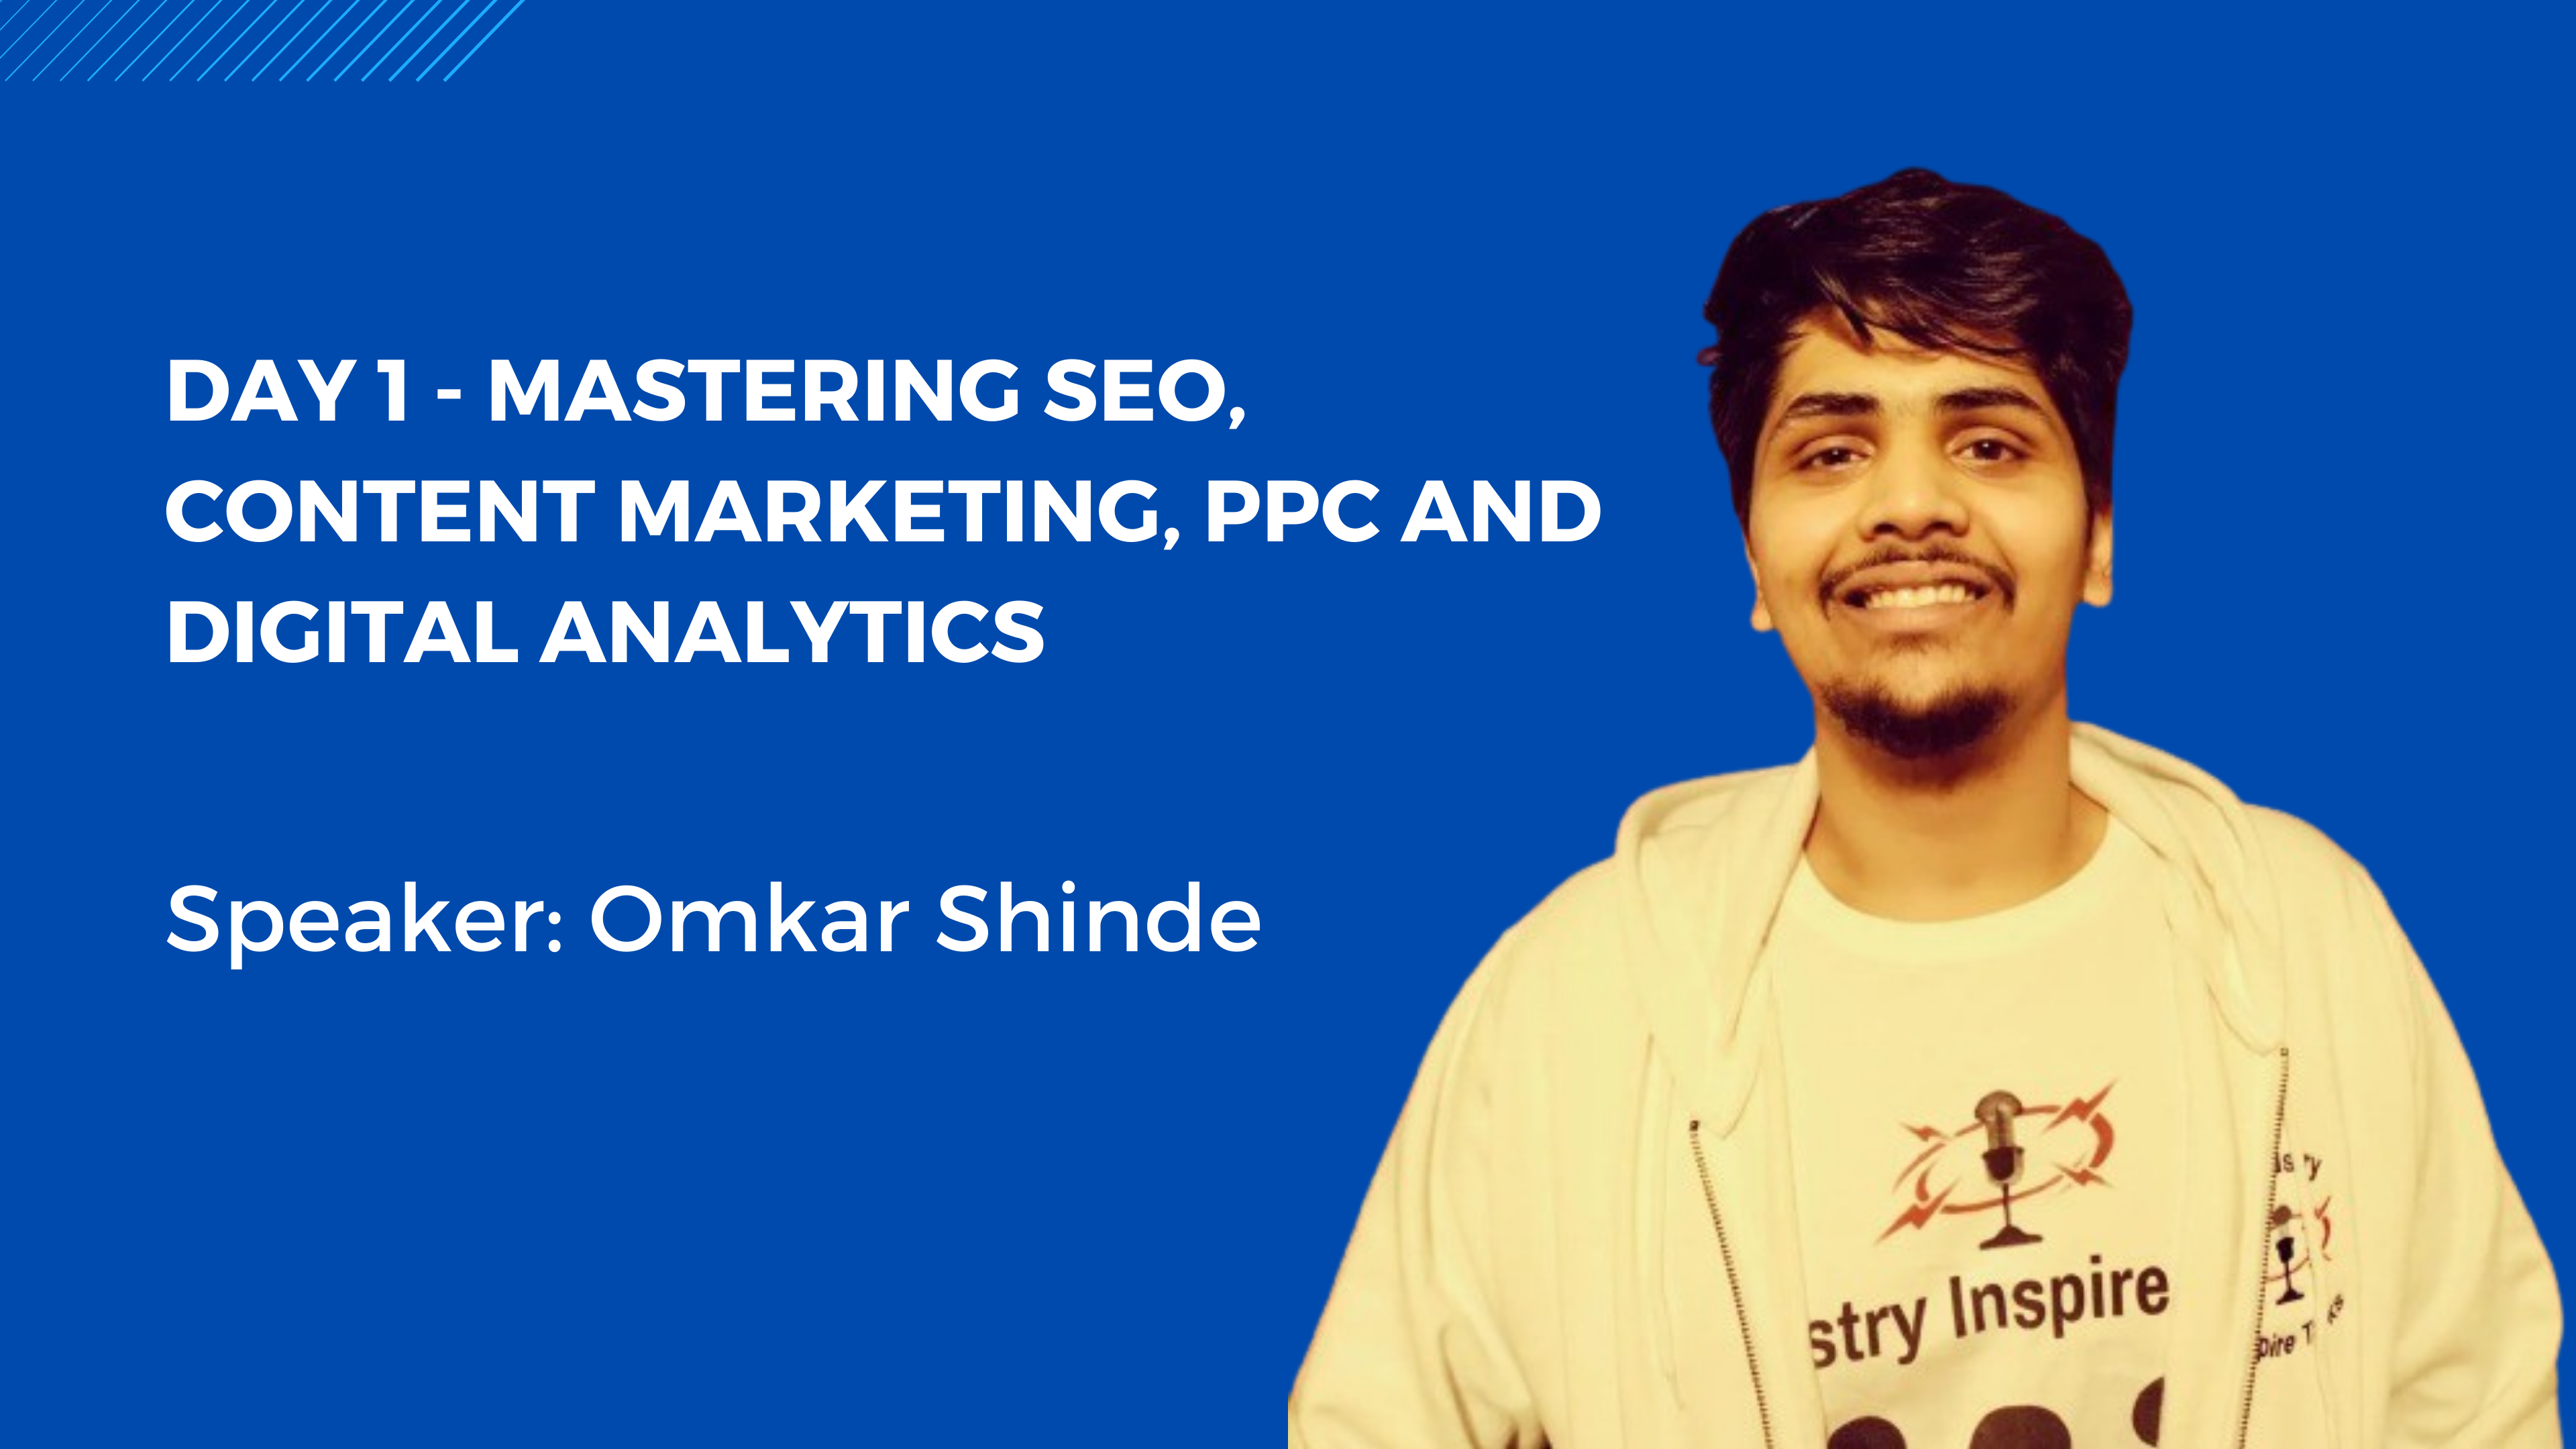 DAY 1 - MASTERING SEO,
CONTENT MARKETING, PPC AND
DIGITAL ANALYTICS
Speaker: Omkar Shinde
stry Inspire